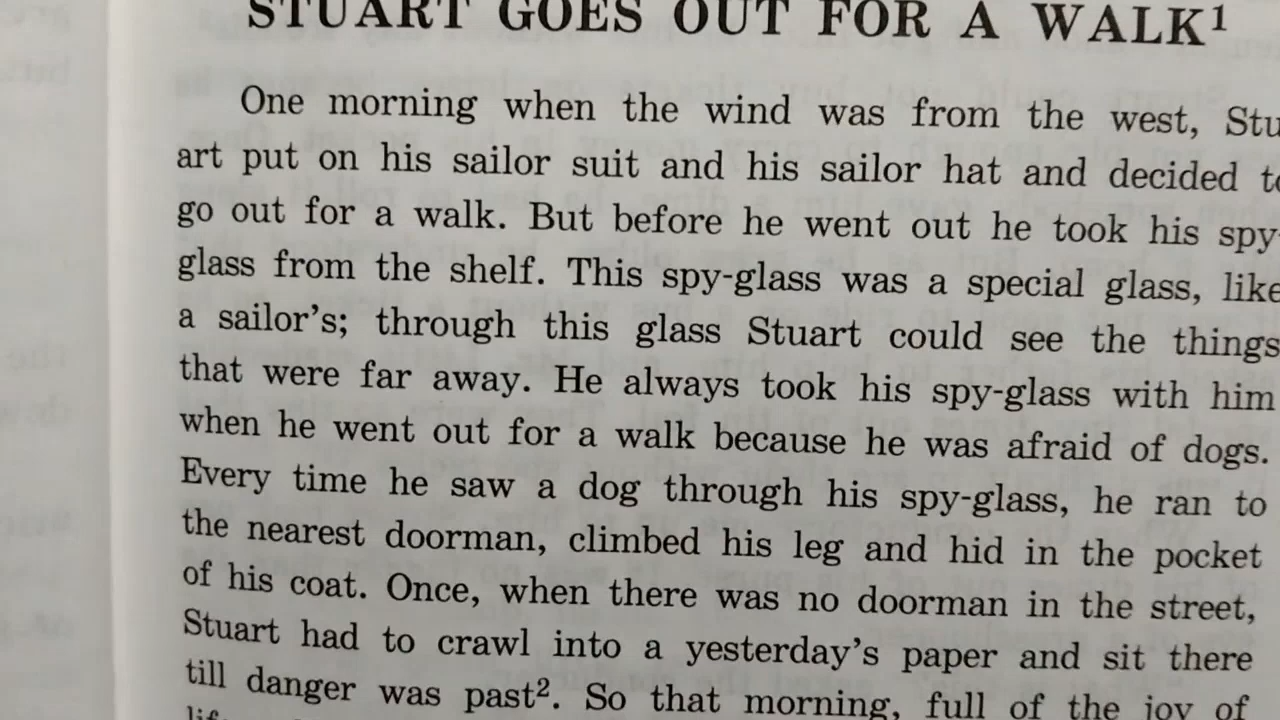 STUART GOES OUT FOR A WALK¹
One morning when the wind was from the west, Stu
art put on his sailor suit and his sailor hat and decided to
go out for a walk. But before he went out he took his spy-
glass from the shelf. This spy-glass was a special glass, like
a sailor's; through this glass Stuart could see the things
that were far away. He always took his spy-glass with him
when he went out for a walk because he was afraid of dogs.
Every time he saw a dog through his spy-glass, he ran to
the nearest doorman, climbed his leg and hid in the pocket
of his coat. Once, when there was no doorman in the street,
Stuart had to crawl into a yesterday's paper and sit there
till danger was past². So that morning, full of the joy of